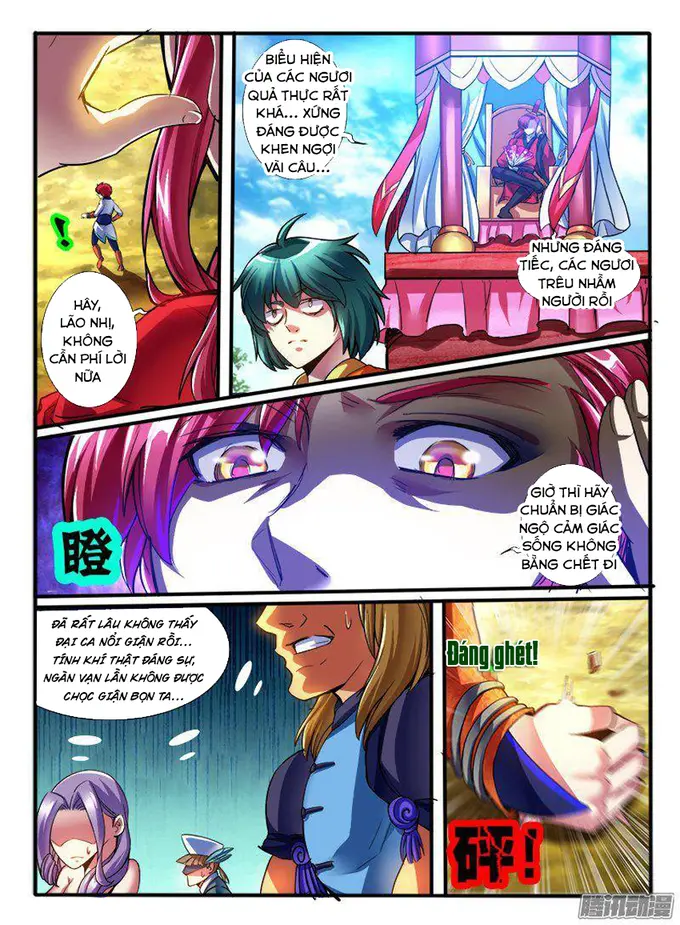 BIỂU HIỆN
CỦA CÁC NGƯƠI
QUẢ THỰC RẤT
KHÁ... XỨNG
ĐÁNG ĐƯỢC
KHEN NGỢI
VÀI CÂU...
!
HÂY,
LÃO NHỊ,
KHÔNG
CẦN PHÍ LỜI
NỮA
NHƯNG ĐÁNG
TIẾC, CÁC NGƯƠI
TRÊU NHẦM
NGƯỜI RỒI
GIỜ THÌ HÃY
CHUẨN BỊ GIÁC
NGỘ CẢM GIÁC
SỐNG KHÔNG
BẰNG CHẾT ĐI
瞪
ĐÃ RẤT LÂU KHÔNG THẤY
ĐẠI CA NỔI GIẬN RỒI...
TÍNH KHÍ THẬT ĐÁNG SỢ,
NGÀN VẠN LẦN KHÔNG ĐƯỢC
CHỌC GIẬN BỌN TA...
Đáng ghét!
砰!
腾讯动漫